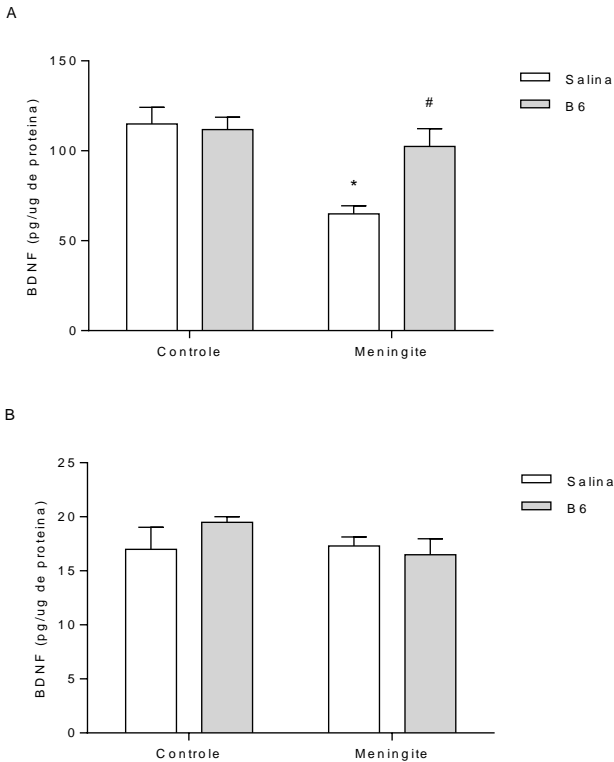 A
BDNF (pg/ug de proteina)
150
100
50
0
*
#
Controle
Meningite
Salina
B6
B
BDNF (pg/ug de proteina)
25
20
15
10
5
0
Controle
Meningite
Salina
B6